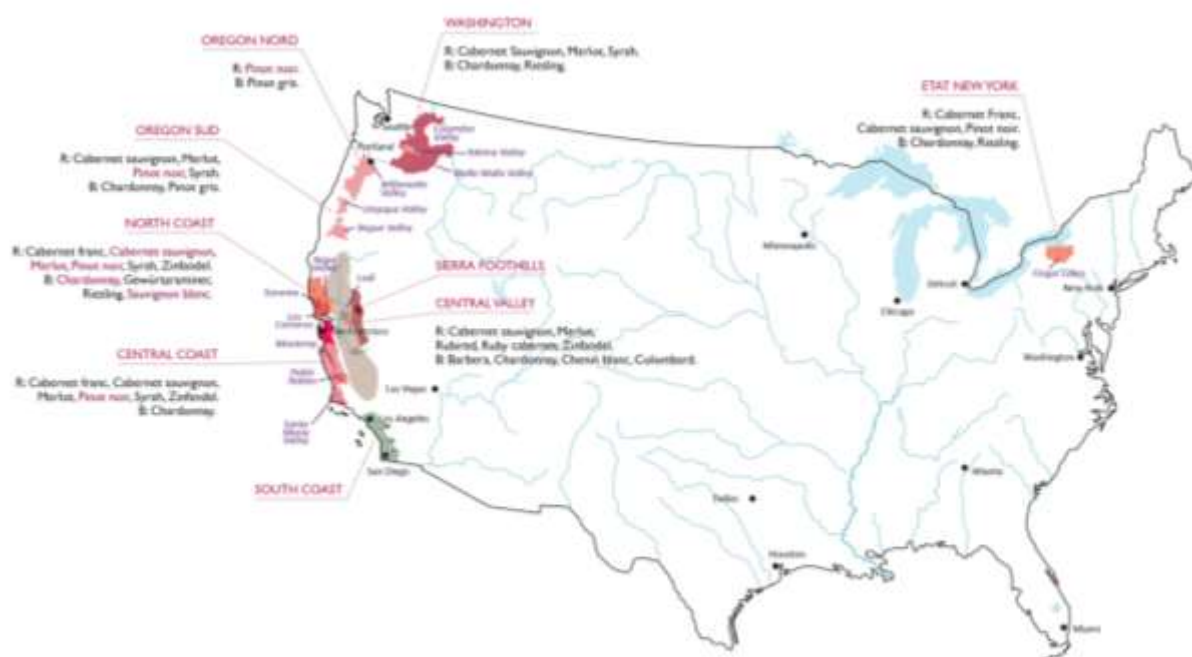 WASHINGTON
R: Cabernet Sauvignon, Merlot, Syrah.
B: Chardonnay, Riesling.
OREGON NORD
R: Pinot noir.
B: Pinot gris.
ETAT NEW YORK
R: Cabernet Franc,
Cabernet sauvignon, Pinot noir.
B: Chardonnay, Riesling.
OREGON SUD
R: Cabernet sauvignon, Merlot,
Pinot noir, Syrah.
B: Chardonnay, Pinot gris.
Seattle
Columbia
Valley
Yakima Valley
Walla Walla Valley
Portland
Willamette
Valley
Umpqua Valley
Rogue Valley
NORTH COAST
R: Cabernet franc, Cabernet sauvignon,
Merlot, Pinot noir, Syrah, Zinfandel.
B: Chardonnay, Gewürztraminer,
Riesling, Sauvignon blanc.
Napa
Valley
Lodi
Sonoma
Los
Carneros
Monterey
SIERRA FOOTHILLS
CENTRAL VALLEY
R: Cabernet sauvignon, Merlot,
Rubired, Ruby cabernet, Zinfandel.
B: Barbera, Chardonnay, Chenin blanc, Colombard.
CENTRAL COAST
R: Cabernet franc, Cabernet sauvignon,
Merlot, Pinot noir, Syrah, Zinfandel.
B: Chardonnay.
Paso
Robles
Santa
Maria
Valley
Las Vegas
Los Angeles
San Diego
SOUTH COAST
Minneapolis
Chicago
Detroit
Finger Lakes
New York
Washington
Atlanta
Dallas
Houston
Miami